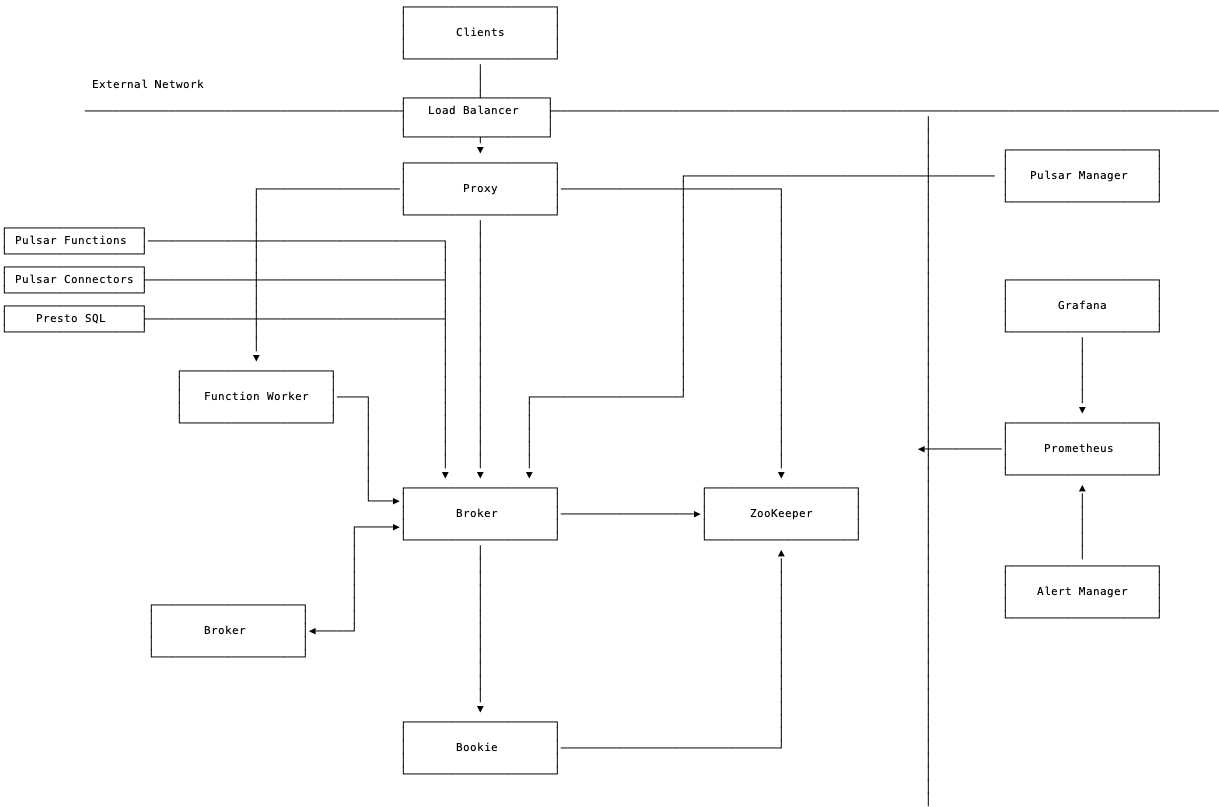 Clients
External Network
Load Balancer
Proxy
Pulsar Manager
Pulsar Functions
Pulsar Connectors
Presto SQL
Grafana
Function Worker
Prometheus
Broker
ZooKeeper
Alert Manager
Broker
Bookie